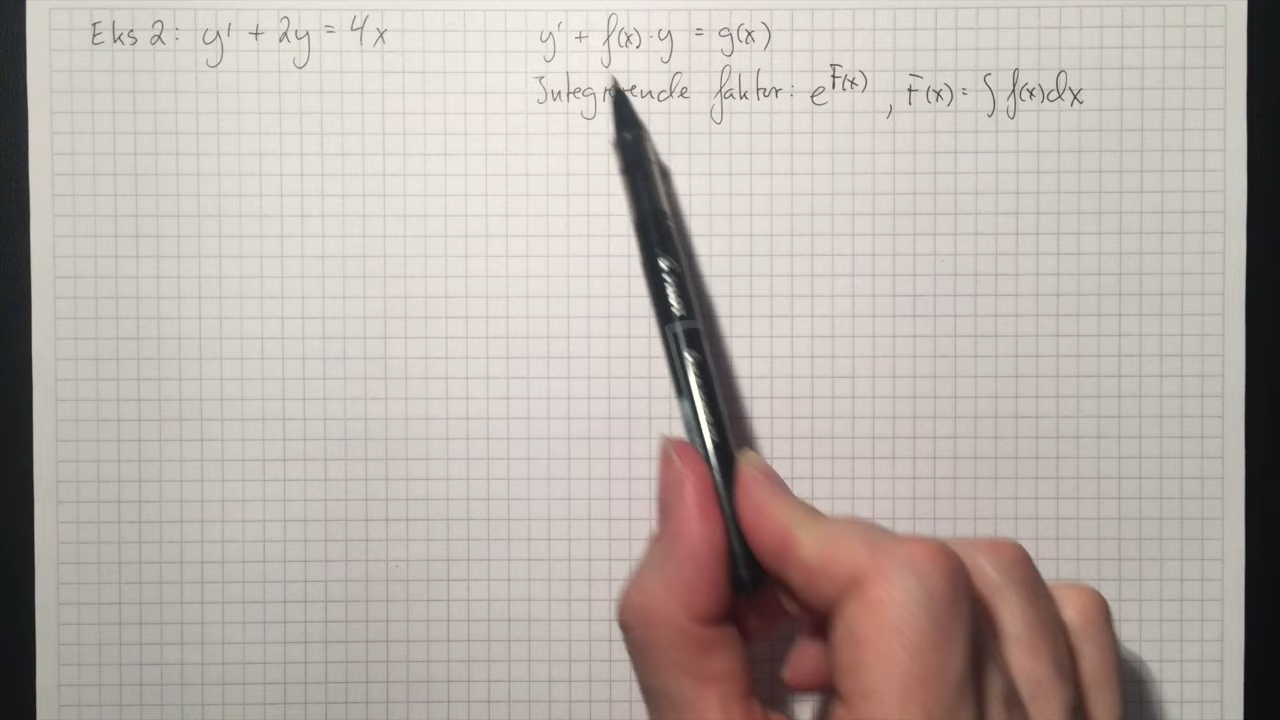 Eks 2: y' + 2y = 4x
y' + f(x)·y = g(x)
Integrerende faktor: e^F(x) , F(x) = ∫ f(x)dx